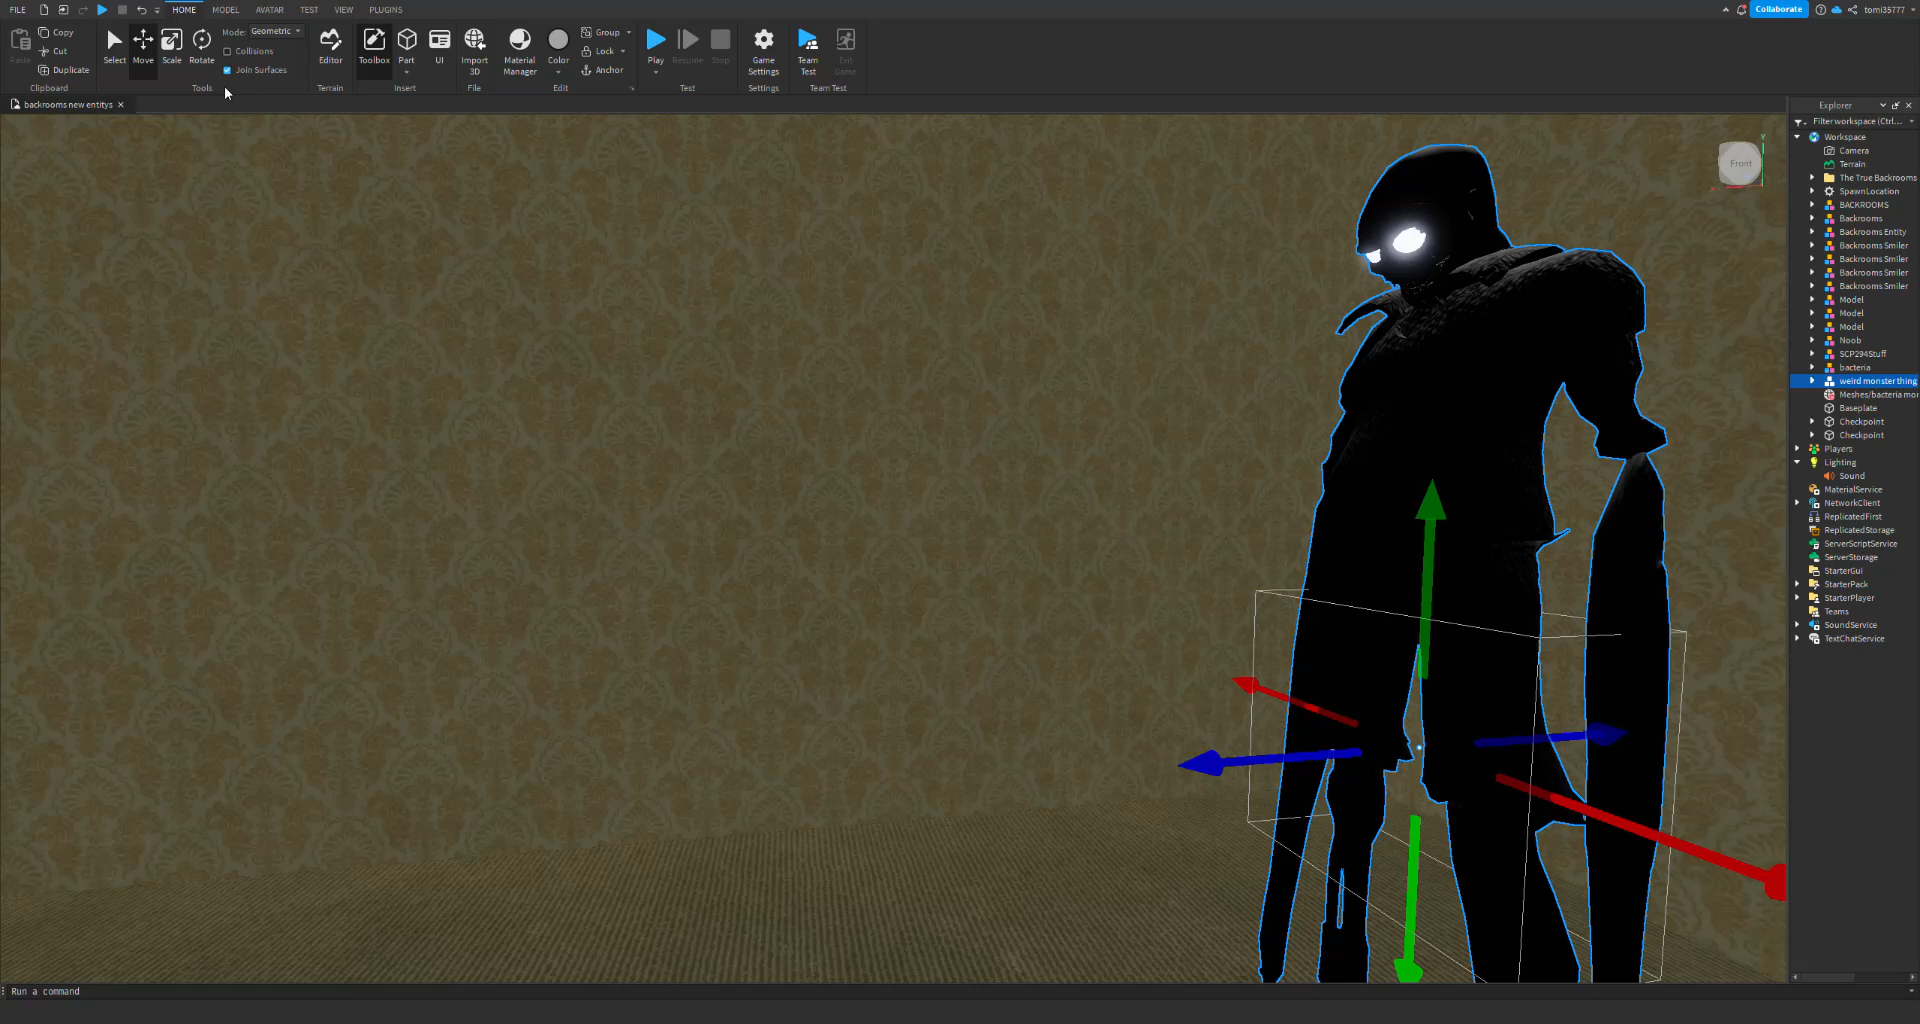 FILE
HOME MODEL AVATAR TEST VIEW PLUGINS
Collaborate
tomi35777
Paste
Copy
Cut
Duplicate
Clipboard
Select
Move
Scale
Rotate
Mode: Geometric
Collisions
Join Surfaces
Tools
Editor
Terrain
Toolbox
Part
UI
Insert
Import
3D
File
Material
Manager
Color
Group
Lock
Anchor
Edit
Play
Resume
Stop
Test
Game
Settings
Settings
Team
Test
Exit
Game
Team Test
backrooms new entitys
Front
y
Explorer
Filter workspace (Ctrl...
Workspace
Camera
Terrain
The True Backrooms
SpawnLocation
BACKROOMS
Backrooms
Backrooms Entity
Backrooms Smiler
Backrooms Smiler
Backrooms Smiler
Backrooms Smiler
Model
Model
Model
Noob
SCP294Stuff
bacteria
weird monster thing
Meshes/bacteria mo
Baseplate
Checkpoint
Checkpoint
Players
Lighting
Sound
MaterialService
NetworkClient
ReplicatedFirst
ReplicatedStorage
ServerScriptService
ServerStorage
StarterGui
StarterPack
StarterPlayer
Teams
SoundService
TextChatService
Run a command